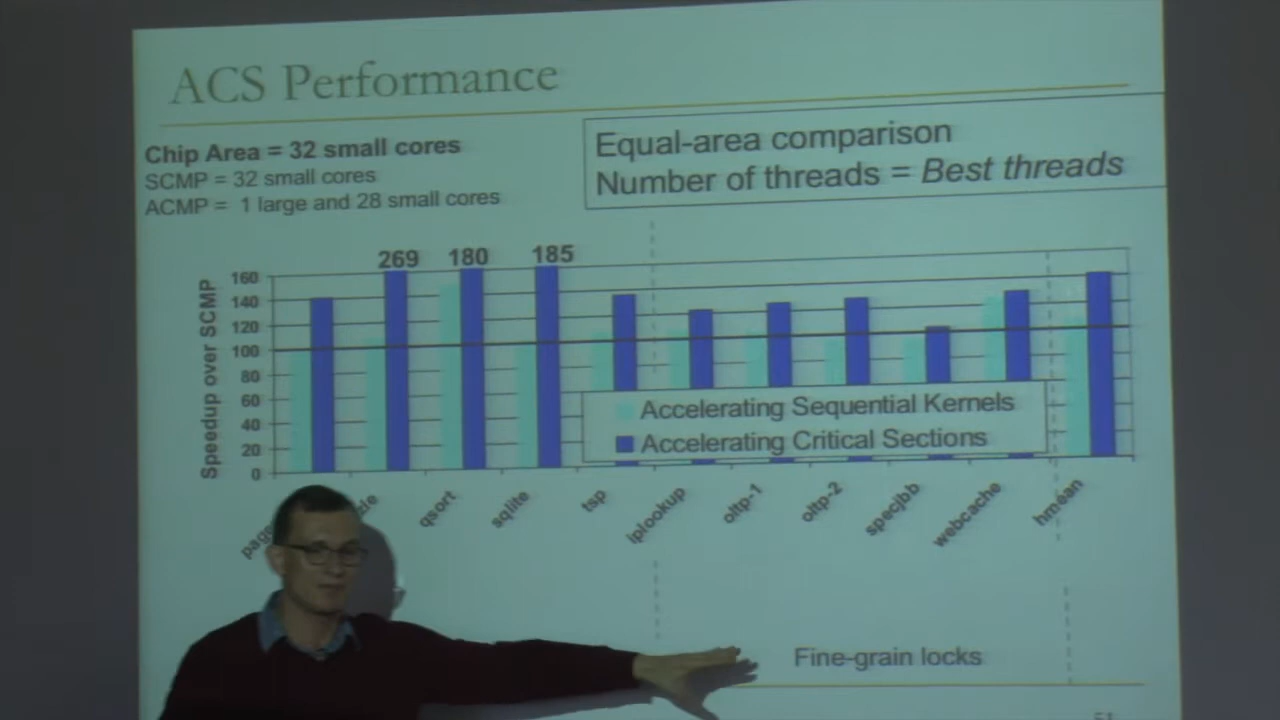 ACS Performance
Chip Area = 32 small cores
SCMP = 32 small cores
ACMP = 1 large and 28 small cores
Equal-area comparison
Number of threads = Best threads
269 180 185
Speedup over SCMP
160
140
120
100
80
60
40
20
0
Accelerating Sequential Kernels
Accelerating Critical Sections
qsort
sqlite
tsp
iplookup
oltp-1
oltp-2
specjbb
webcache
hmean
Fine-grain locks